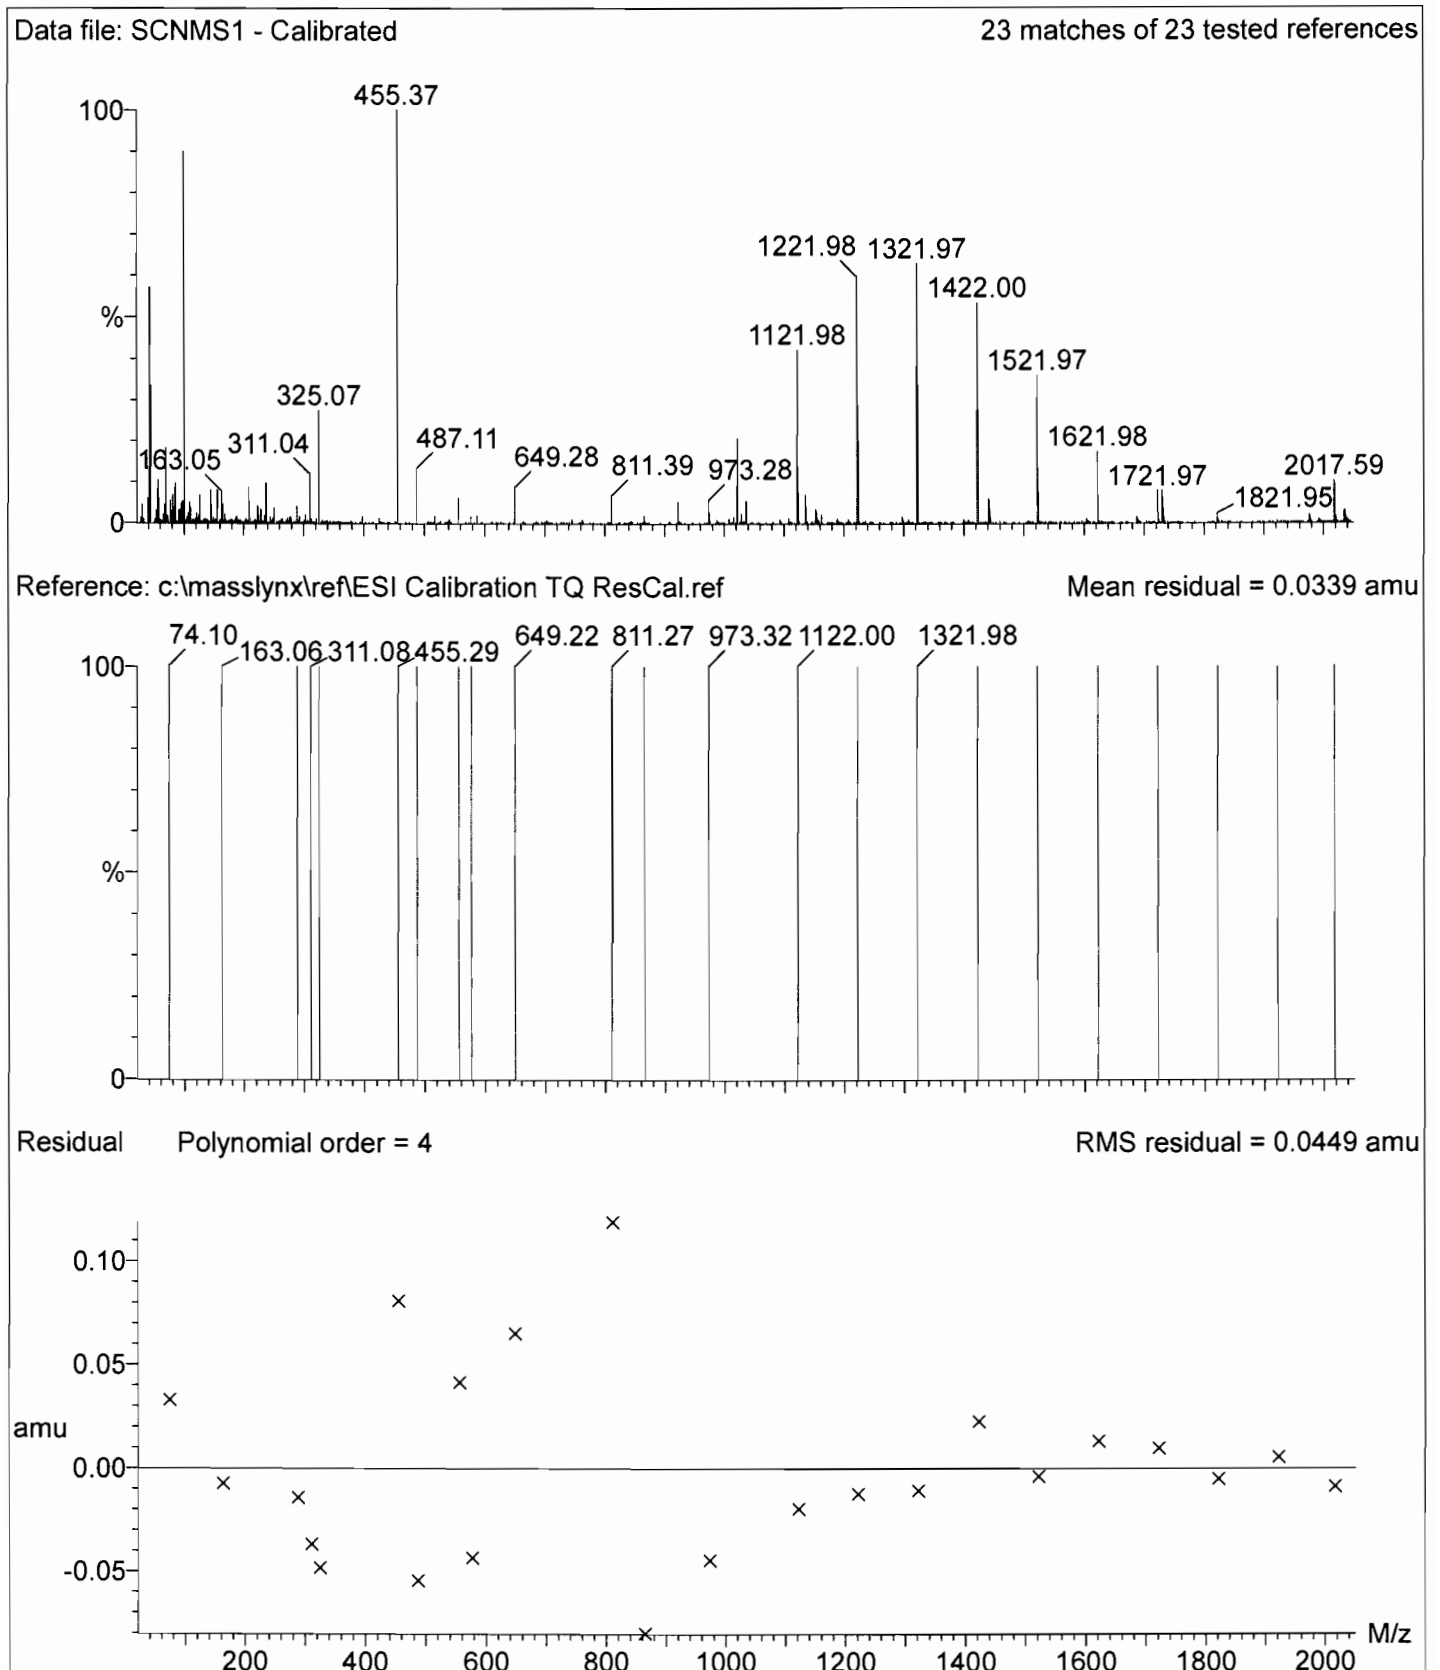 Data file: SCNMS1 - Calibrated 23 matches of 23 tested references
455.37
100
1221.98 1321.97
1422.00
%
1121.98
1521.97
325.07
311.04 487.11 1621.98
163.05 649.28 811.39 973.28 1721.97 2017.59
1821.95
0
Reference: c:\masslynx\ref\ESI Calibration TQ ResCal.ref Mean residual = 0.0339 amu
74.10 649.22 811.27 973.32 1122.00 1321.98
163.06 311.08 455.29
100
%
0
Residual Polynomial order = 4 RMS residual = 0.0449 amu
0.10
0.05
amu
0.00
-0.05
M/z
200 400 600 800 1000 1200 1400 1600 1800 2000